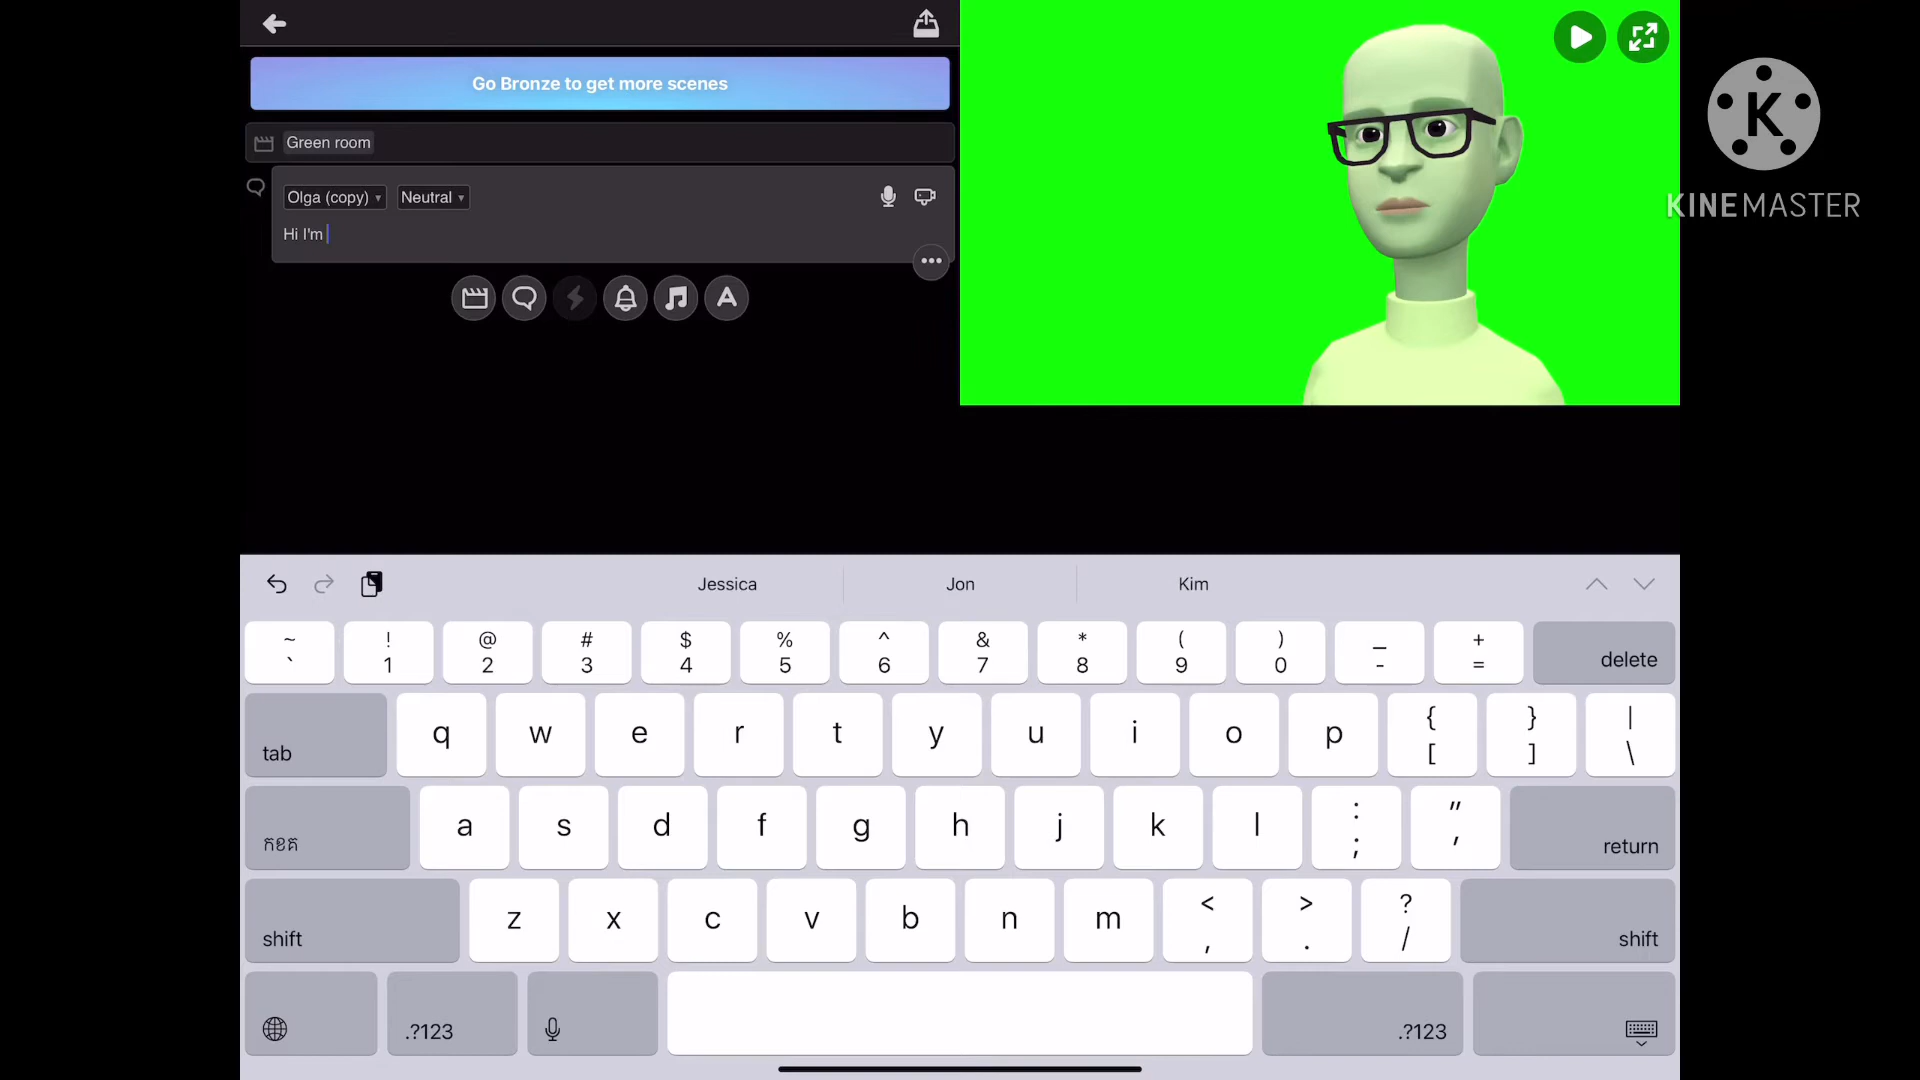 Go Bronze to get more scenes
Green room
Olga (copy) Neutral
Hi I'm
K
KINEMASTER
Jessica Jon Kim
~ ! @ # $ % ^ & * ( ) _ +
` 1 2 3 4 5 6 7 8 9 0 - = delete
tab q w e r t y u i o p { [ } ] | \
កខគ a s d f g h j k l : ; " ' return
shift z x c v b n m < , > . ? / shift
.?123 .?123